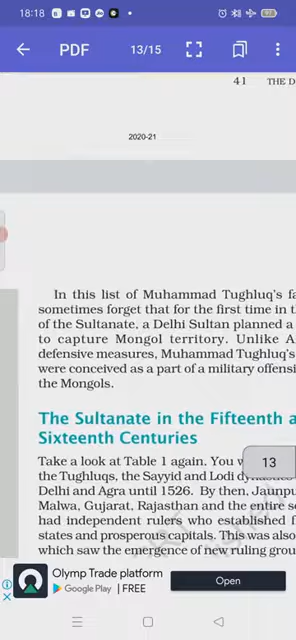 18:18
PDF 13/15
41 THE D
2020-21
In this list of Muhammad Tughluq's fa
sometimes forget that for the first time in t
of the Sultanate, a Delhi Sultan planned a
to capture Mongol territory. Unlike A
defensive measures, Muhammad Tughluq's
were conceived as a part of a military offensi
the Mongols.
The Sultanate in the Fifteenth a
Sixteenth Centuries
Take a look at Table 1 again. You w
13
the Tughluqs, the Sayyid and Lodi dynasties
Delhi and Agra until 1526. By then, Jaunpu
Malwa, Gujarat, Rajasthan and the entire s
had independent rulers who established f
states and prosperous capitals. This was also
which saw the emergence of new ruling grou
Olymp Trade platform
Google Play | FREE
Open